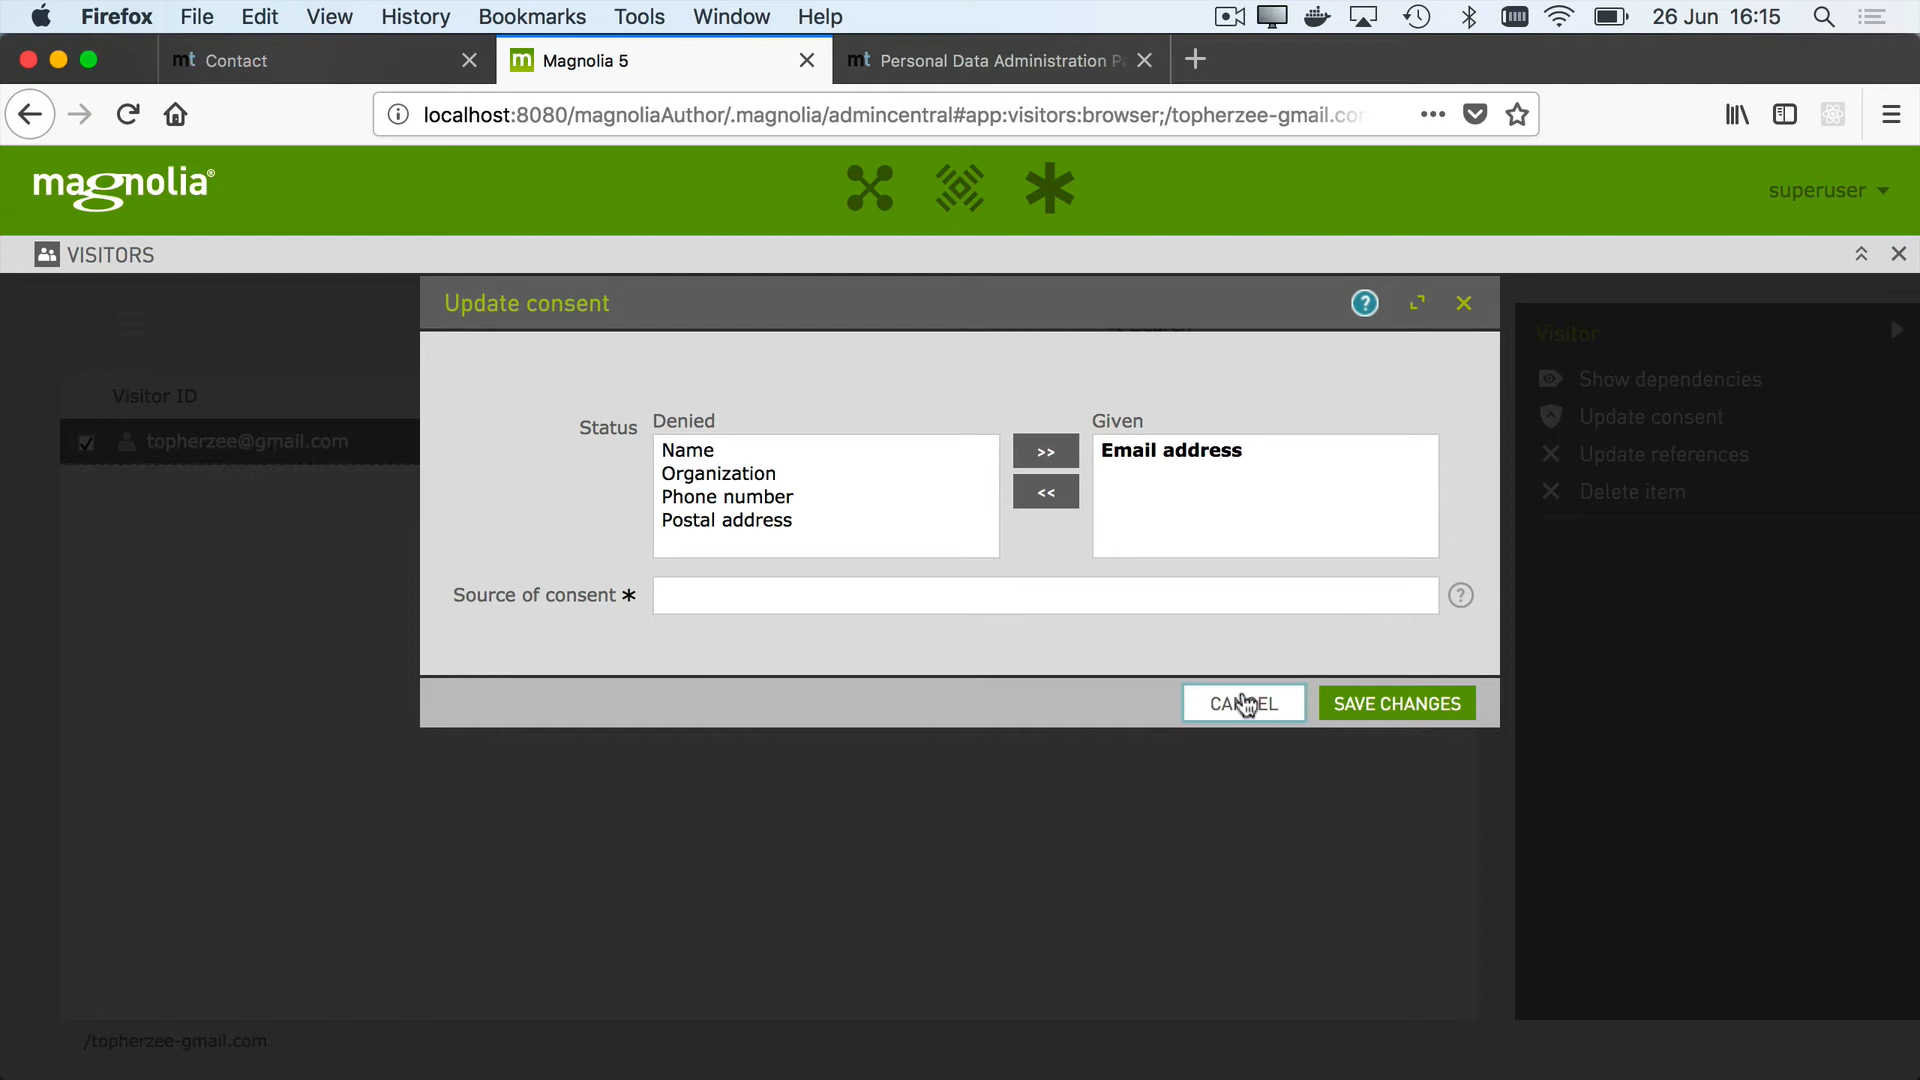 Firefox File Edit View History Bookmarks Tools Window Help 26 Jun 16:15
mt Contact
m Magnolia 5
mt Personal Data Administration P
localhost:8080/magnoliaAuthor/.magnolia/admincentral#app:visitors:browser;/topherzee-gmail.co
magnolia®
superuser
VISITORS
Update consent
Visitor
Show dependencies
Update consent
Update references
Delete item
Visitor ID
topherzee@gmail.com
Status
Denied
Name
Organization
Phone number
Postal address
>>
<<
Given
Email address
Source of consent *
CANCEL
SAVE CHANGES
/topherzee-gmail.com